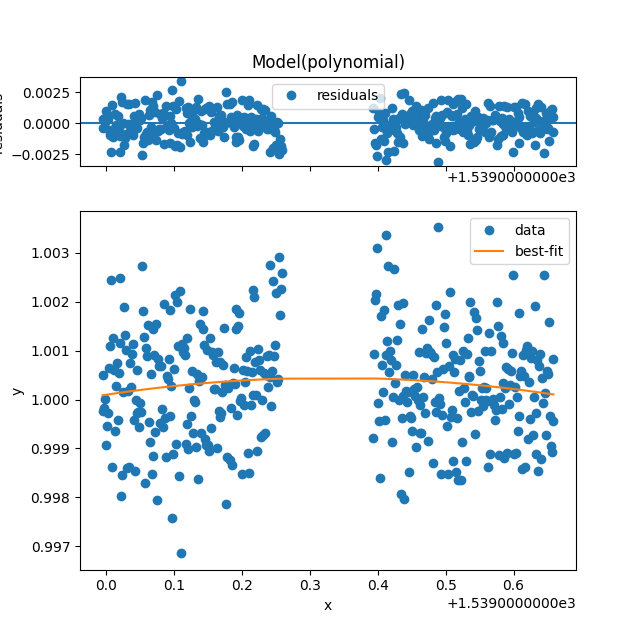 Model(polynomial)
residuals
0.0025
0.0000
−0.0025
residuals
+1.5390000000e3
1.003
1.002
1.001
1.000
0.999
0.998
0.997
y
data
best-fit
0.0 0.1 0.2 0.3 0.4 0.5 0.6
x
+1.5390000000e3